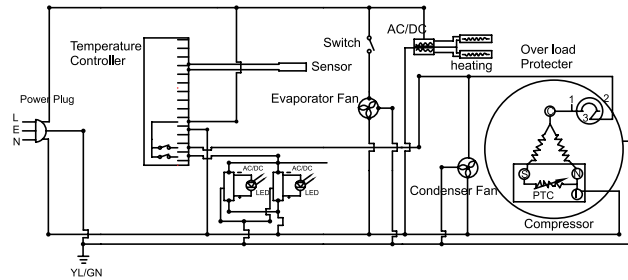 AC/DC
Switch
Temperature
Controller
Over load
Protecter
Sensor
heating
Evaporator Fan
Power Plug
1
2
3
L
E
N
AC/DC
AC/DC
LED
LED
Condenser Fan
S
N
PTC
Compressor
YL/GN